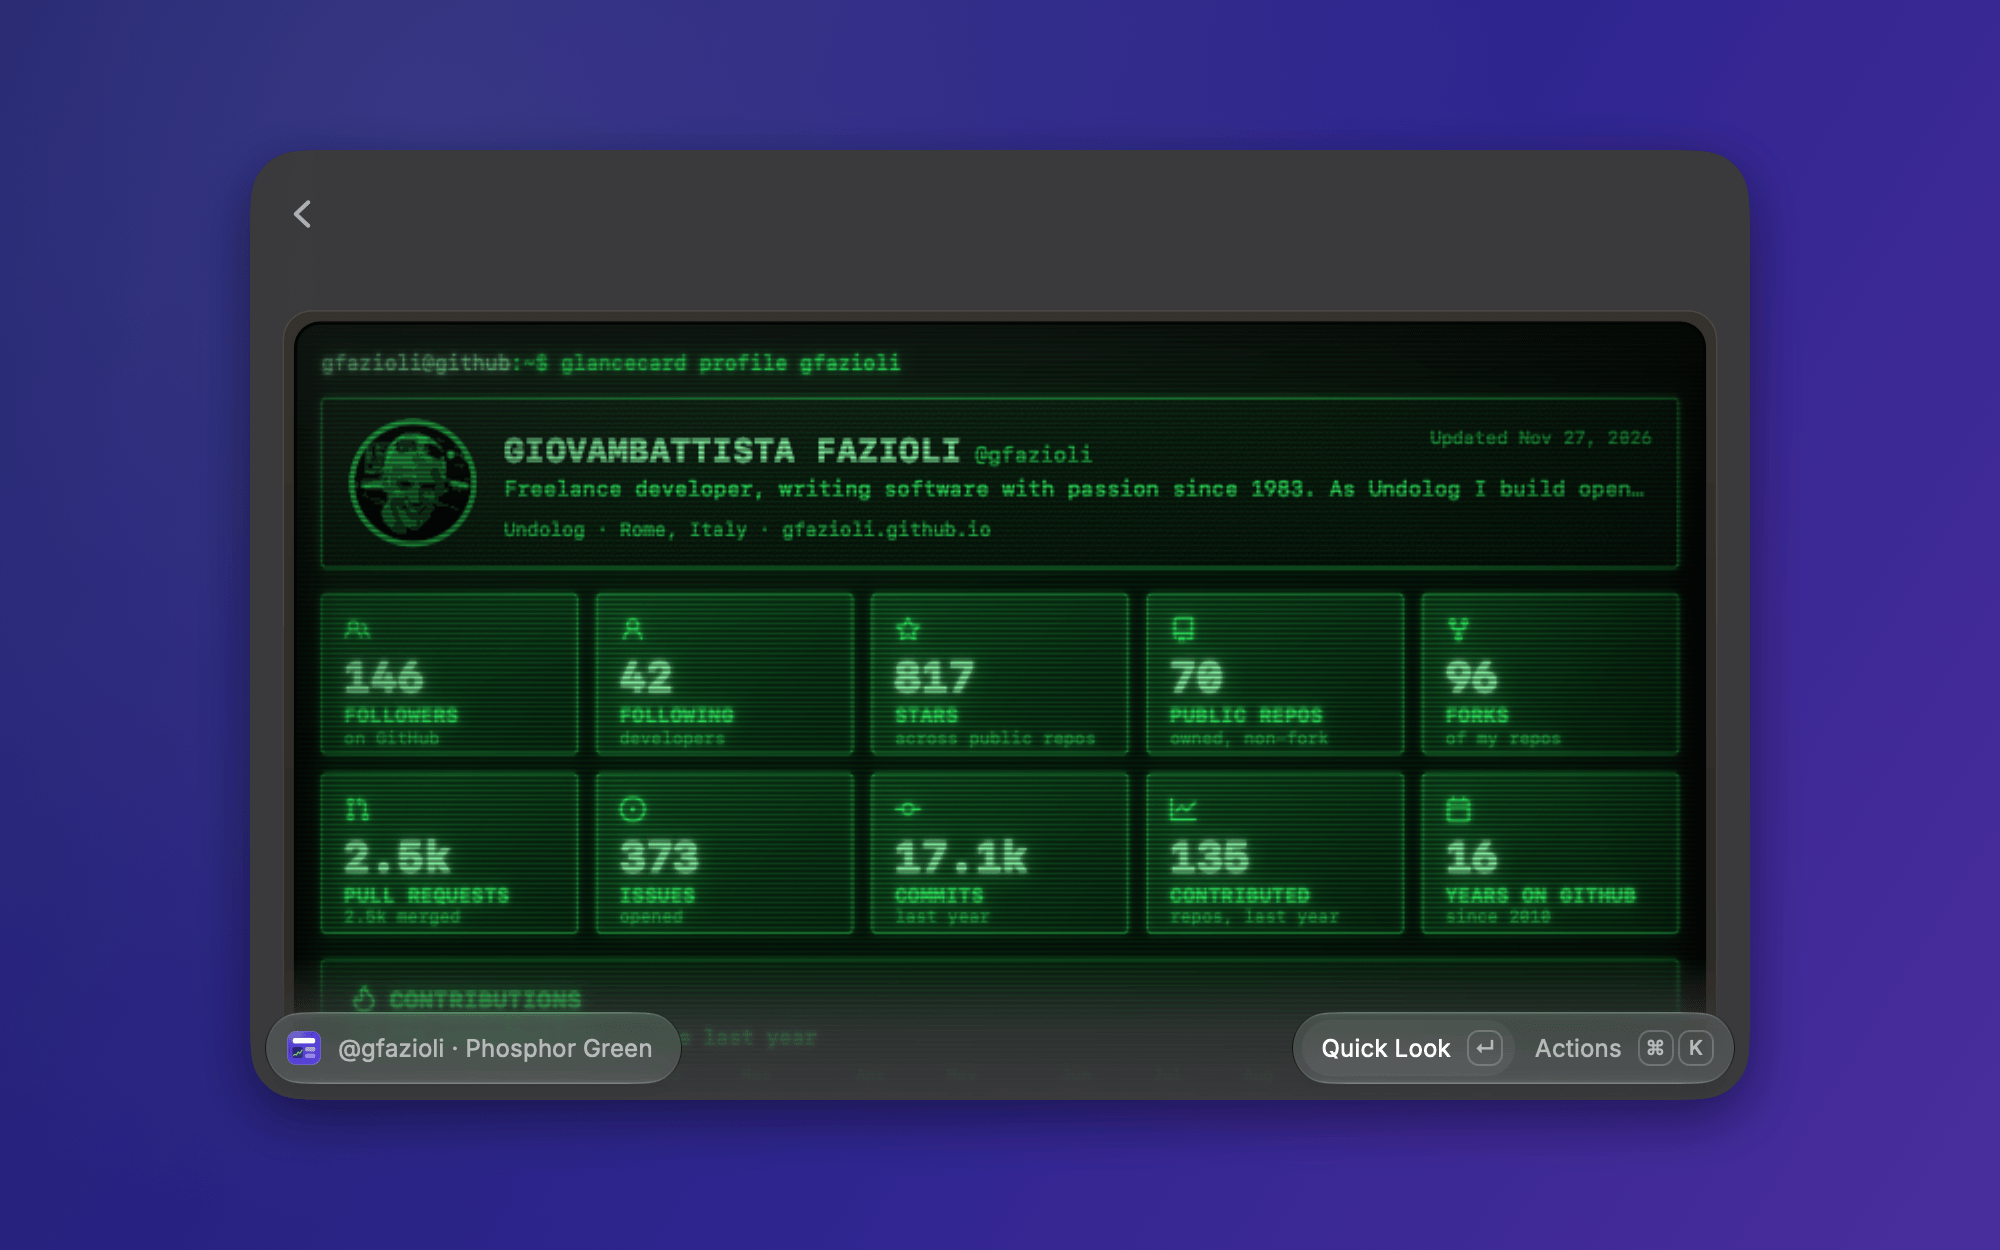 gfazioli@github:~$ glancecard profile gfazioli
GIOVAMBATTISTA FAZIOLI @gfazioli
Updated Nov 27, 2026
Freelance developer, writing software with passion since 1983. As Undolog I build open…
Undolog · Rome, Italy · gfazioli.github.io
146
FOLLOWERS
on GitHub
42
FOLLOWING
developers
817
STARS
across public repos
70
PUBLIC REPOS
owned, non-fork
96
FORKS
of my repos
2.5k
PULL REQUESTS
2.5k merged
373
ISSUES
opened
17.1k
COMMITS
last year
135
CONTRIBUTED
repos, last year
16
YEARS ON GITHUB
since 2010
CONTRIBUTIONS
last year
@gfazioli · Phosphor Green
Quick Look ↵ Actions ⌘ K